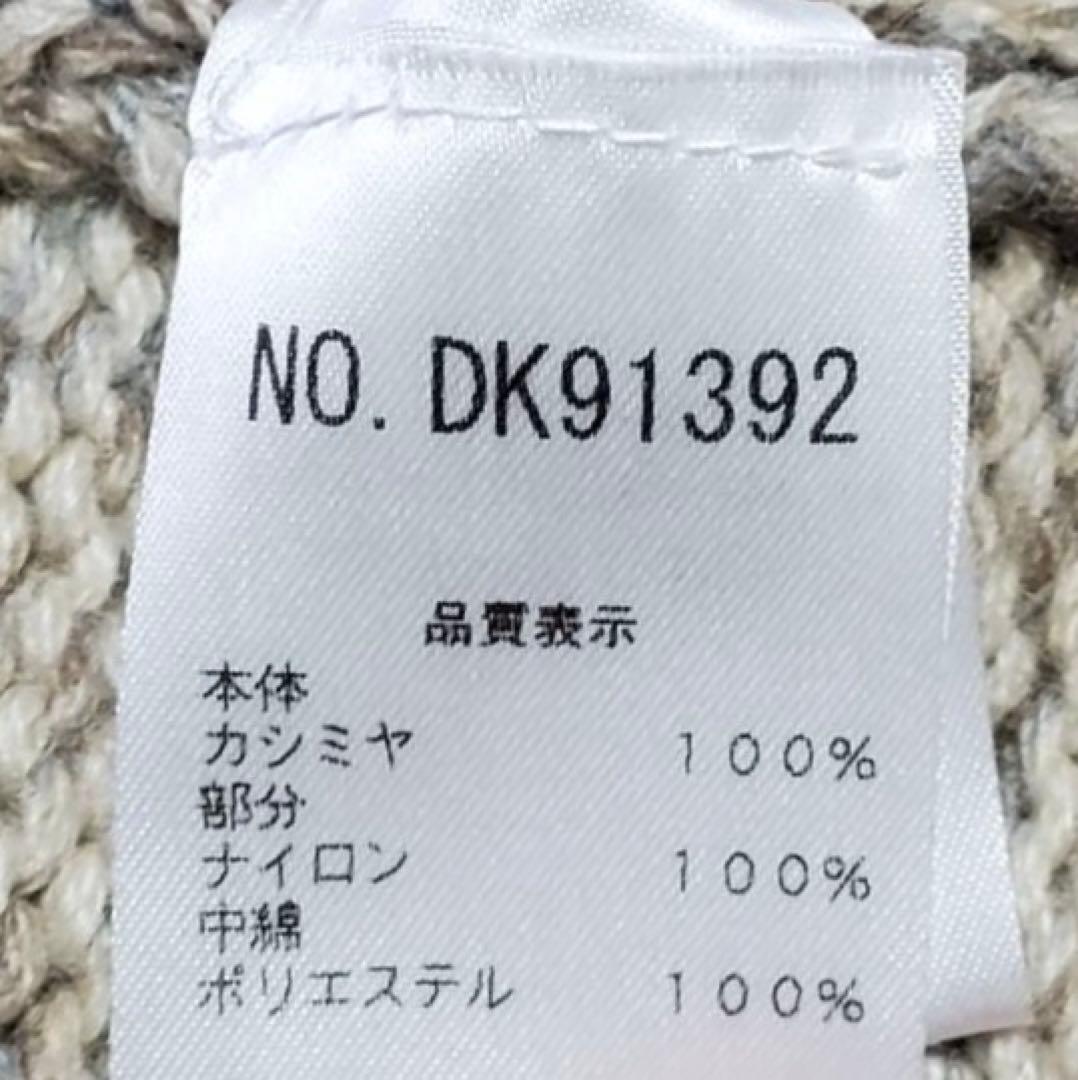 NO. DK91392
品質表示
本体
カシミヤ 100%
部分
ナイロン 100%
中綿
ポリエステル 100%